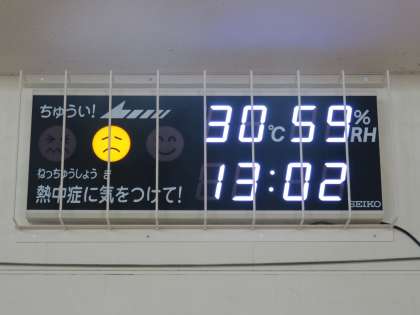 ちゅうい!
30℃ 59%RH
ねっちゅうしょう き
熱中症に気をつけて!
13:02
SEIKO